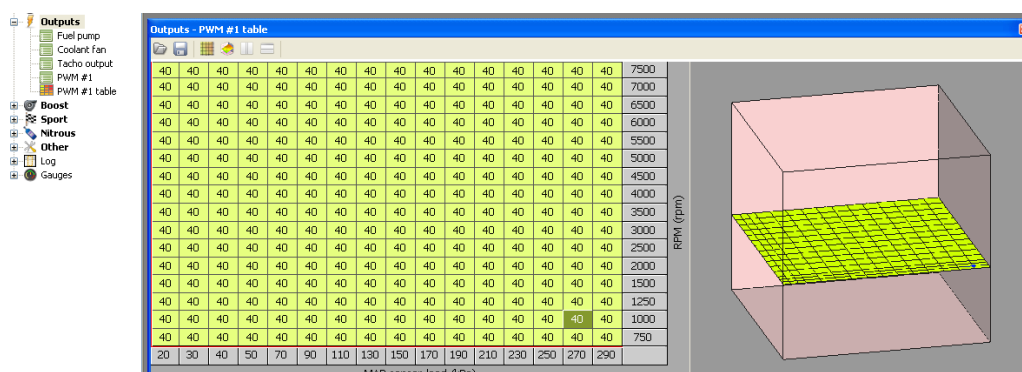 Outputs
Fuel pump
Coolant fan
Tacho output
PWM #1
PWM #1 table
Boost
Sport
Nitrous
Other
Log
Gauges
Outputs - PWM #1 table
40 40 40 40 40 40 40 40 40 40 40 40 40 40 40 40 7500
40 40 40 40 40 40 40 40 40 40 40 40 40 40 40 40 7000
40 40 40 40 40 40 40 40 40 40 40 40 40 40 40 40 6500
40 40 40 40 40 40 40 40 40 40 40 40 40 40 40 40 6000
40 40 40 40 40 40 40 40 40 40 40 40 40 40 40 40 5500
40 40 40 40 40 40 40 40 40 40 40 40 40 40 40 40 5000
40 40 40 40 40 40 40 40 40 40 40 40 40 40 40 40 4500
40 40 40 40 40 40 40 40 40 40 40 40 40 40 40 40 4000
40 40 40 40 40 40 40 40 40 40 40 40 40 40 40 40 3500
40 40 40 40 40 40 40 40 40 40 40 40 40 40 40 40 3000
40 40 40 40 40 40 40 40 40 40 40 40 40 40 40 40 2500
40 40 40 40 40 40 40 40 40 40 40 40 40 40 40 40 2000
40 40 40 40 40 40 40 40 40 40 40 40 40 40 40 40 1500
40 40 40 40 40 40 40 40 40 40 40 40 40 40 40 40 1250
40 40 40 40 40 40 40 40 40 40 40 40 40 40 40 40 1000
40 40 40 40 40 40 40 40 40 40 40 40 40 40 40 40 750
20 30 40 50 70 90 110 130 150 170 190 210 230 250 270 290
MAP sensor load (kPa)
RPM (rpm)